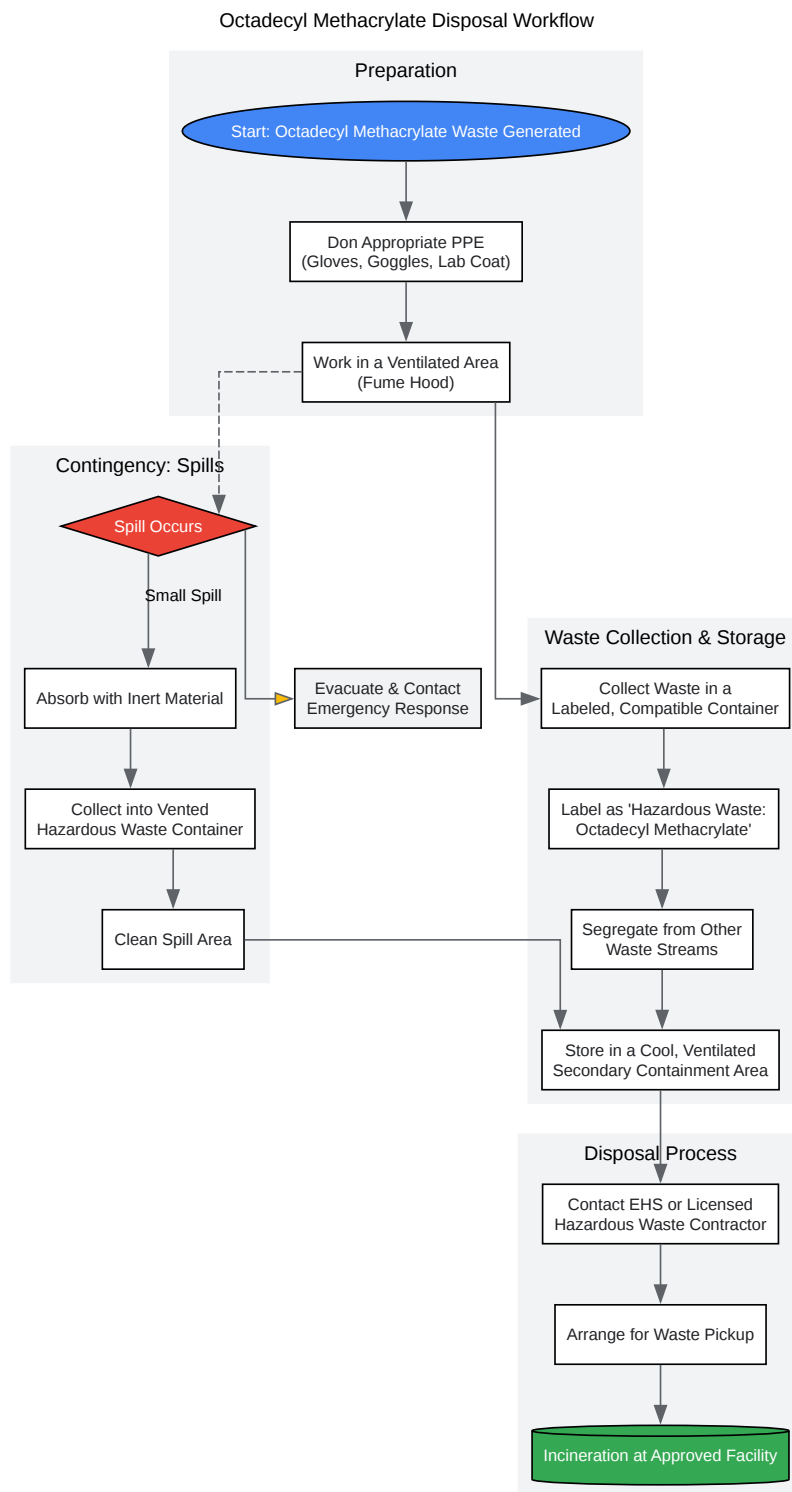 Octadecyl Methacrylate Disposal Workflow
Preparation
Start: Octadecyl Methacrylate Waste Generated
Don Appropriate PPE
(Gloves, Goggles, Lab Coat)
Work in a Ventilated Area
(Fume Hood)
Contingency: Spills
Spill Occurs
Small Spill
Absorb with Inert Material
Evacuate & Contact
Emergency Response
Collect into Vented
Hazardous Waste Container
Clean Spill Area
Waste Collection & Storage
Collect Waste in a
Labeled, Compatible Container
Label as 'Hazardous Waste:
Octadecyl Methacrylate'
Segregate from Other
Waste Streams
Store in a Cool, Ventilated
Secondary Containment Area
Disposal Process
Contact EHS or Licensed
Hazardous Waste Contractor
Arrange for Waste Pickup
Incineration at Approved Facility